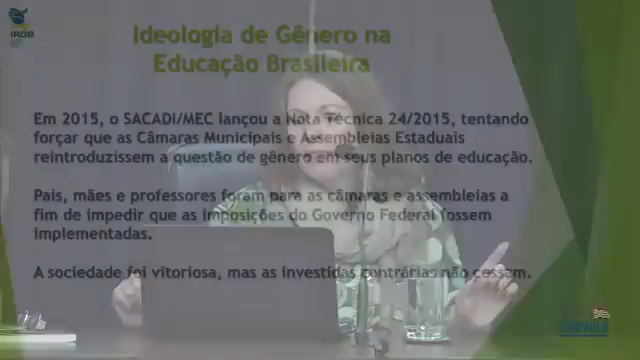 IRDB
Ideologia de Gênero na
Educação Brasileira
Em 2015, o SACADI/MEC lançou a Nota Técnica 24/2015, tentando
forçar que as Câmaras Municipais e Assembleias Estaduais
reintroduzissem a questão de gênero em seus planos de educação.
Pais, mães e professores foram para as câmaras e assembleias a
fim de impedir que as imposições do Governo Federal fossem
implementadas.
A sociedade foi vitoriosa, mas as investidas contrárias não cessam.